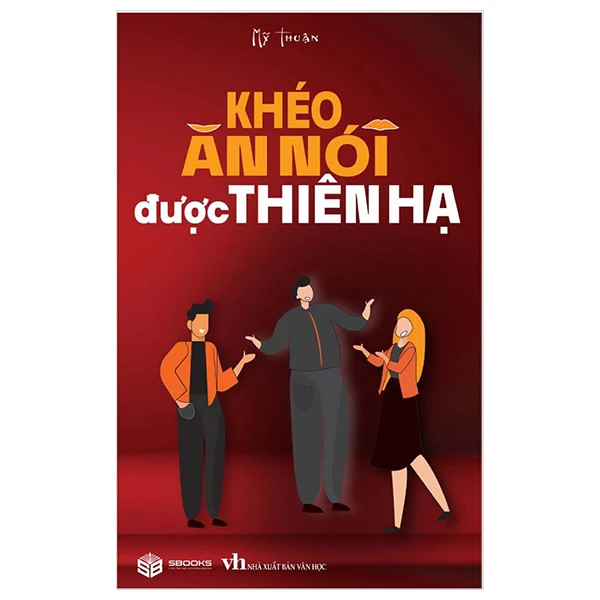 Mỹ Thuận
KHÉO
ĂN NÓI
được THIÊN HẠ
SBOOKS
vh NHÀ XUẤT BẢN VĂN HỌC